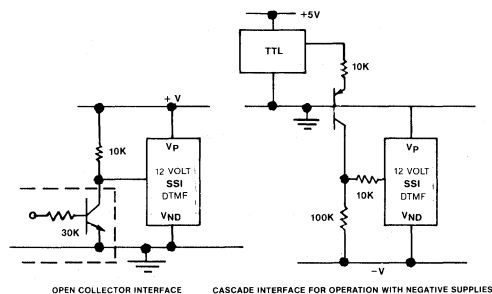 + V
10K
VP
12 VOLT
SSI
DTMF
VND
30K
OPEN COLLECTOR INTERFACE
+5V
TTL
10K
VP
12 VOLT
SSI
DTMF
VND
10K
100K
−V
CASCADE INTERFACE FOR OPERATION WITH NEGATIVE SUPPLIES